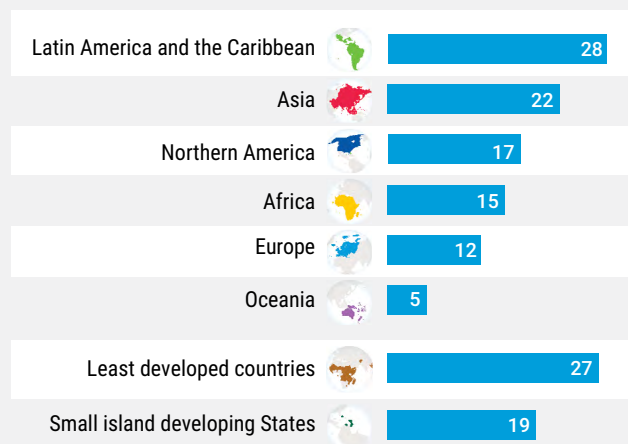 Latin America and the Caribbean 28
Asia 22
Northern America 17
Africa 15
Europe 12
Oceania 5
Least developed countries 27
Small island developing States 19